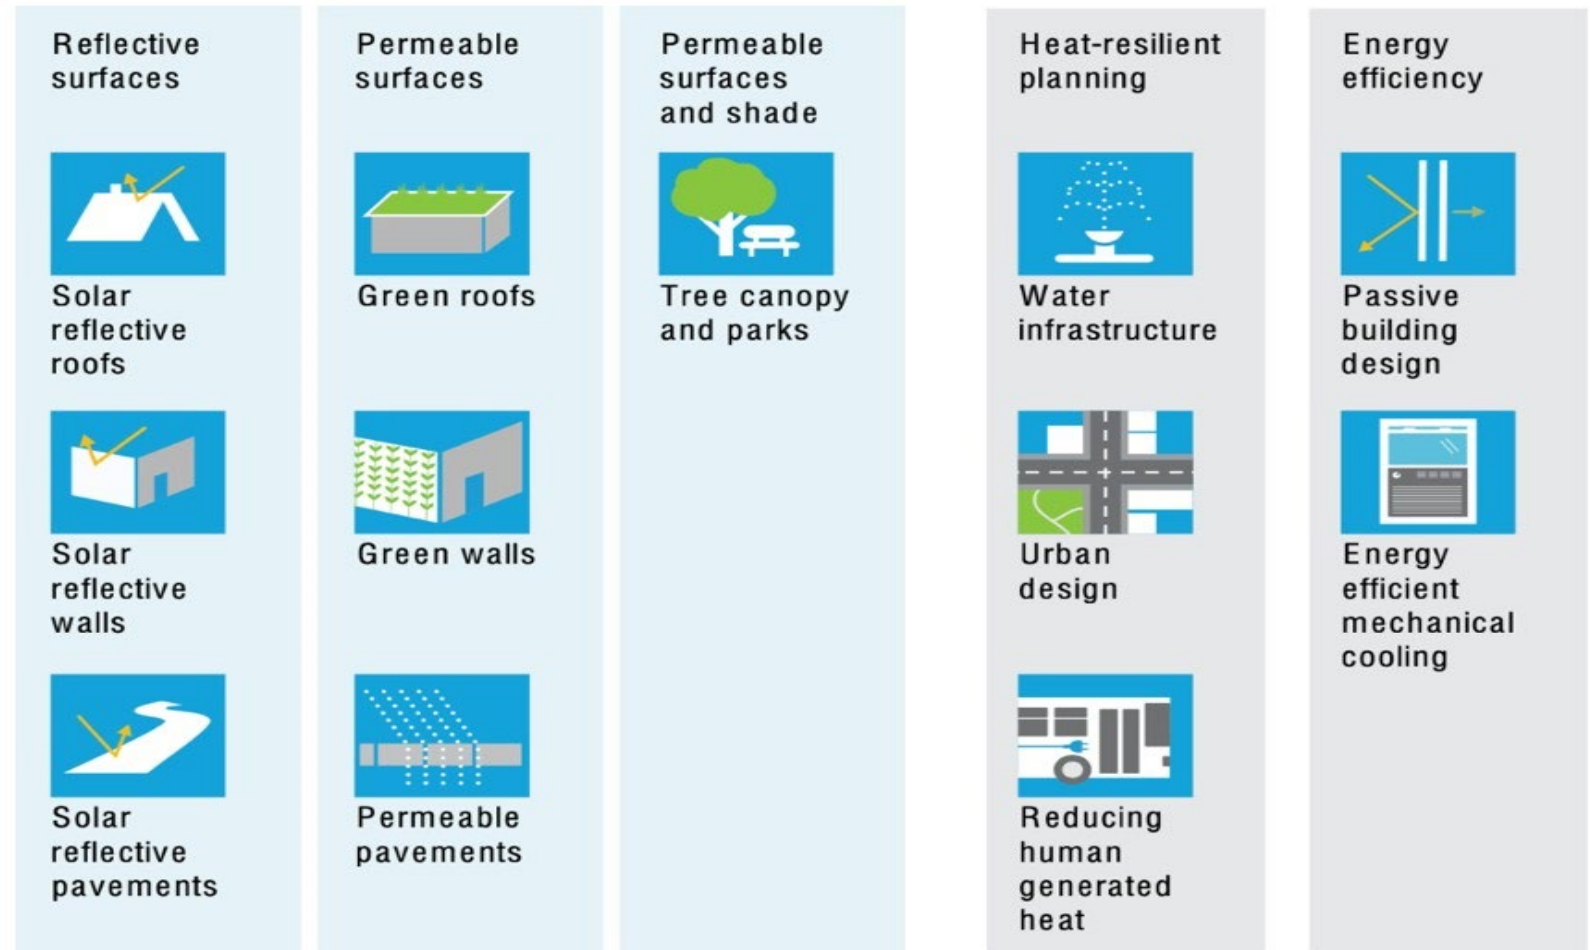 Reflective
surfaces
Solar
reflective
roofs
Solar
reflective
walls
Solar
reflective
pavements
Permeable
surfaces
Green roofs
Green walls
Permeable
pavements
Permeable
surfaces
and shade
Tree canopy
and parks
Heat-resilient
planning
Water
infrastructure
Urban
design
Reducing
human
generated
heat
Energy
efficiency
Passive
building
design
Energy
efficient
mechanical
cooling